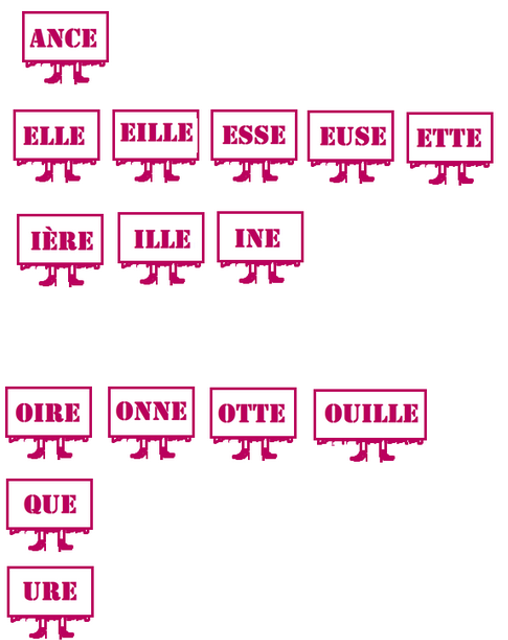 ANCE
ELLE EILLE ESSE EUSE ETTE
IÈRE ILLE INE
OIRE ONNE OTTE OUILLE
QUE
URE